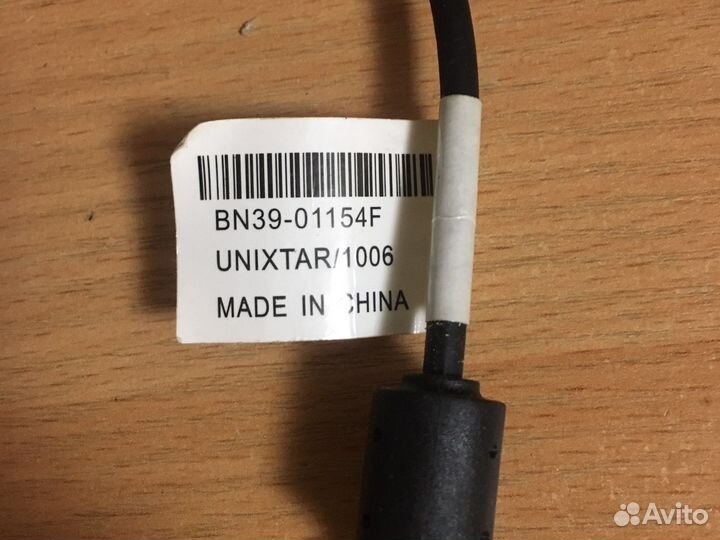 BN39-01154F
UNIXTAR/1006
MADE IN CHINA
Avito